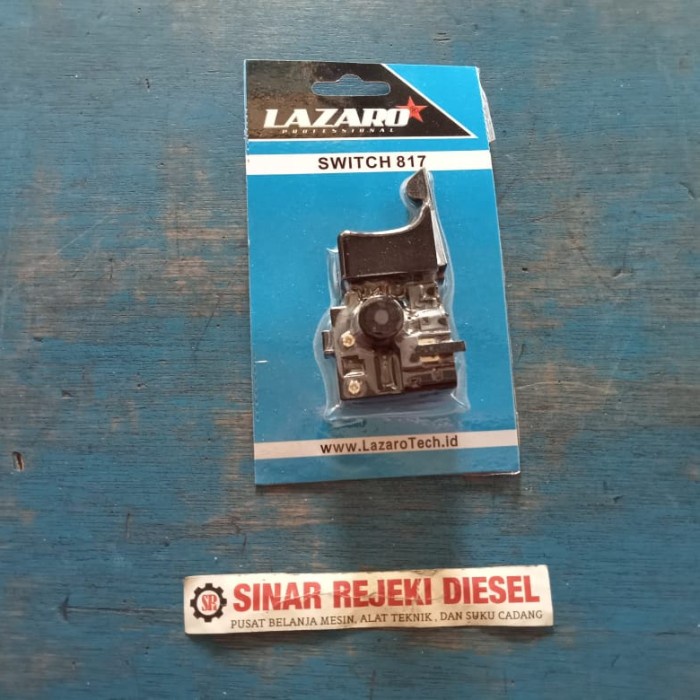 LAZARO
PROFESSIONAL
SWITCH 817
www.LazaroTech.id
SINAR REJEKI DIESEL
PUSAT BELANJA MESIN, ALAT TEKNIK , DAN SUKU CADANG